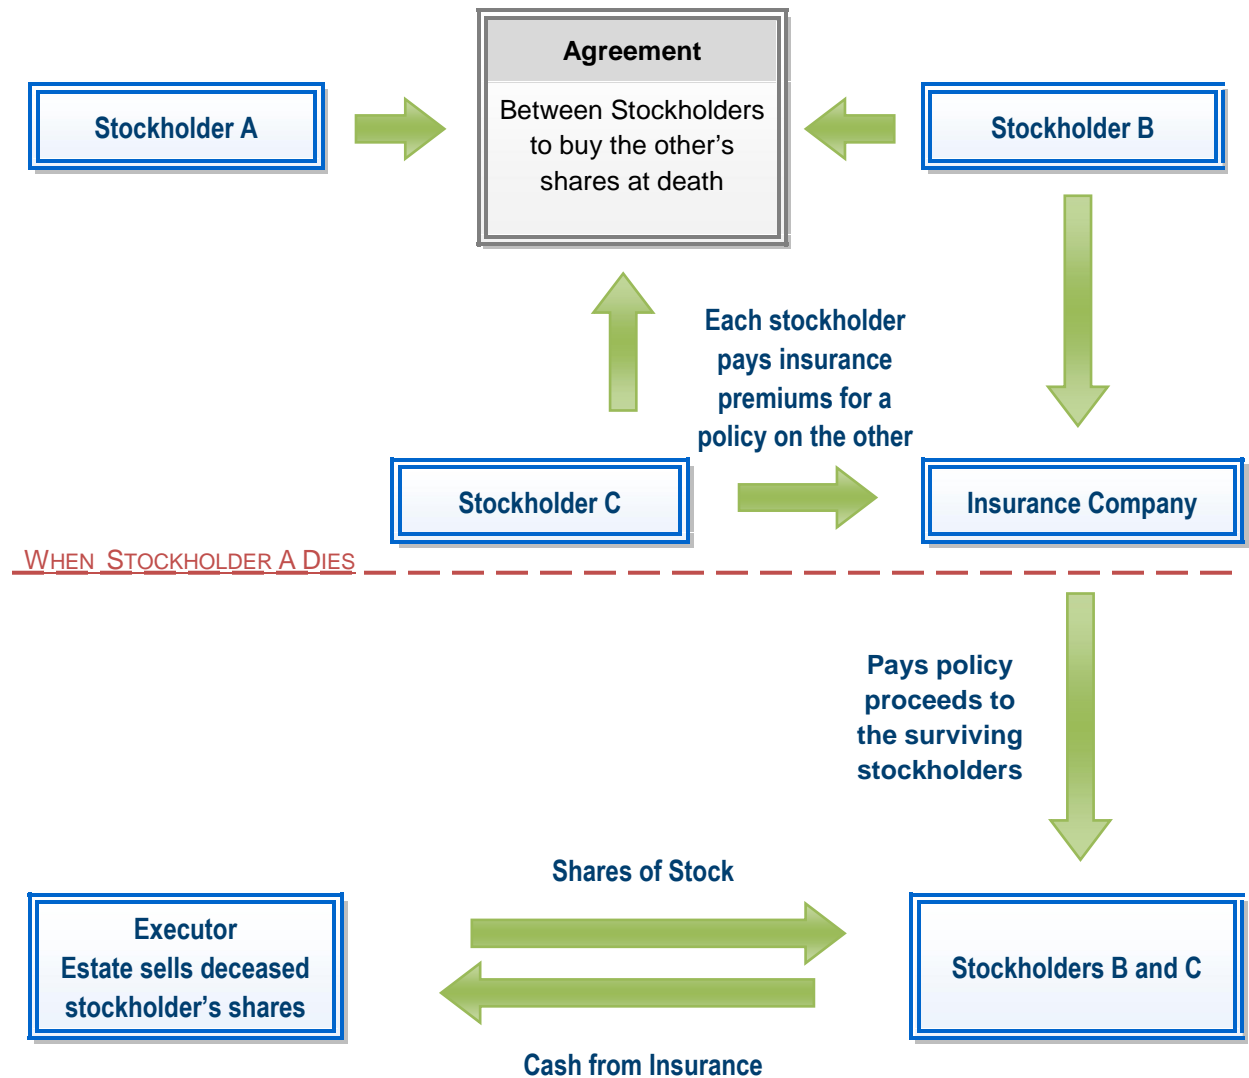 Agreement
Between Stockholders
to buy the other’s
shares at death
Stockholder A
Stockholder B
Each stockholder
pays insurance
premiums for a
policy on the other
Stockholder C
Insurance Company
WHEN STOCKHOLDER A DIES
Pays policy
proceeds to
the surviving
stockholders
Shares of Stock
Executor
Estate sells deceased
stockholder’s shares
Stockholders B and C
Cash from Insurance